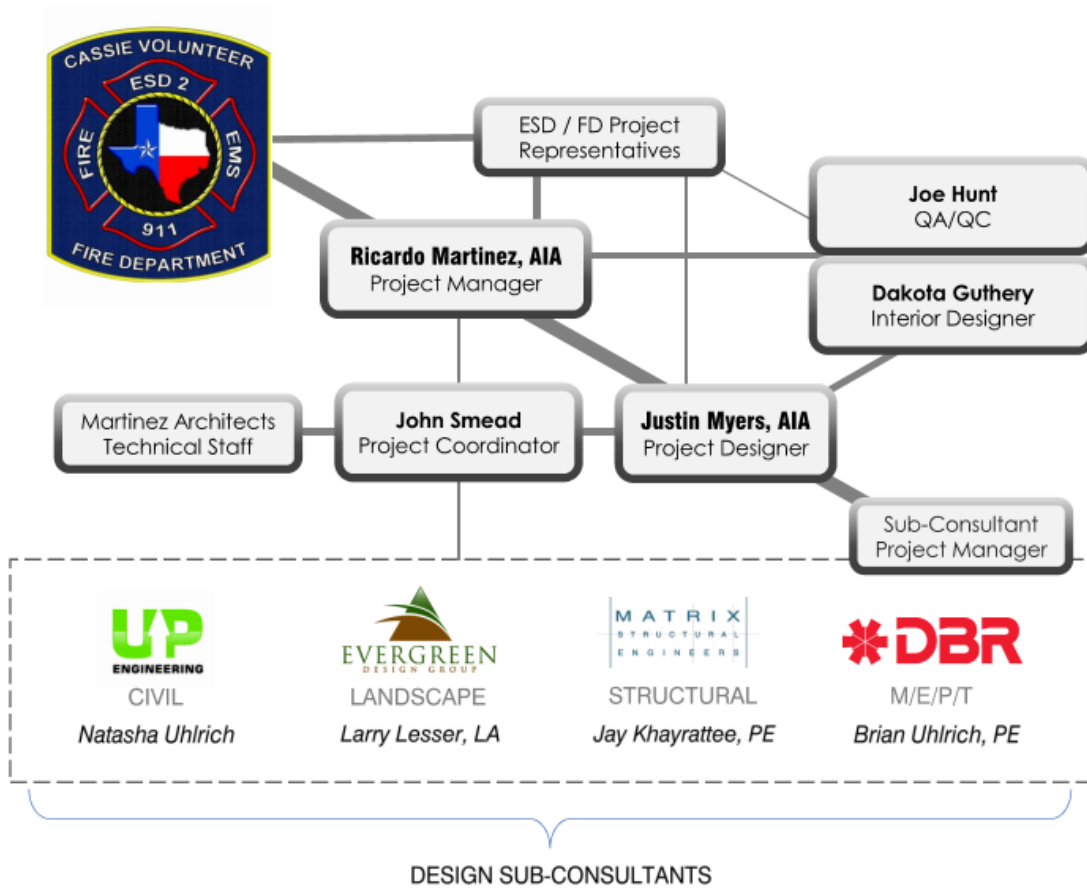 CASSIE VOLUNTEER
ESD 2
FIRE
EMS
911
FIRE DEPARTMENT
ESD / FD Project
Representatives
Joe Hunt
QA/QC
Ricardo Martinez, AIA
Project Manager
Dakota Guthery
Interior Designer
Martinez Architects
Technical Staff
John Smead
Project Coordinator
Justin Myers, AIA
Project Designer
Sub-Consultant
Project Manager
UP
ENGINEERING
CIVIL
Natasha Uhlrich
EVERGREEN
DESIGN GROUP
LANDSCAPE
Larry Lesser, LA
MATRIX
STRUCTURAL
ENGINEERS
STRUCTURAL
Jay Khayrattee, PE
DBR
M/E/P/T
Brian Uhlrich, PE
DESIGN SUB-CONSULTANTS